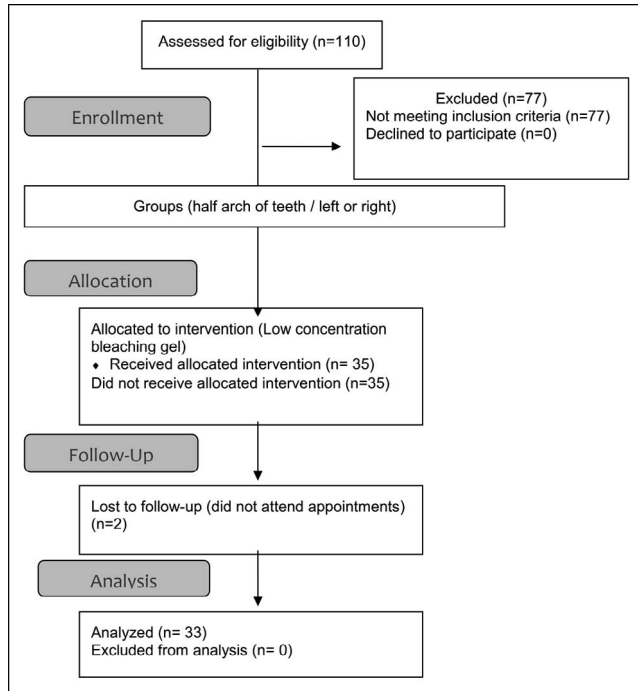 Assessed for eligibility (n=110)
Enrollment
Excluded (n=77)
Not meeting inclusion criteria (n=77)
Declined to participate (n=0)
Groups (half arch of teeth / left or right)
Allocation
Allocated to intervention (Low concentration
bleaching gel)
♦ Received allocated intervention (n= 35)
Did not receive allocated intervention (n=35)
Follow-Up
Lost to follow-up (did not attend appointments)
(n=2)
Analysis
Analyzed (n= 33)
Excluded from analysis (n= 0)